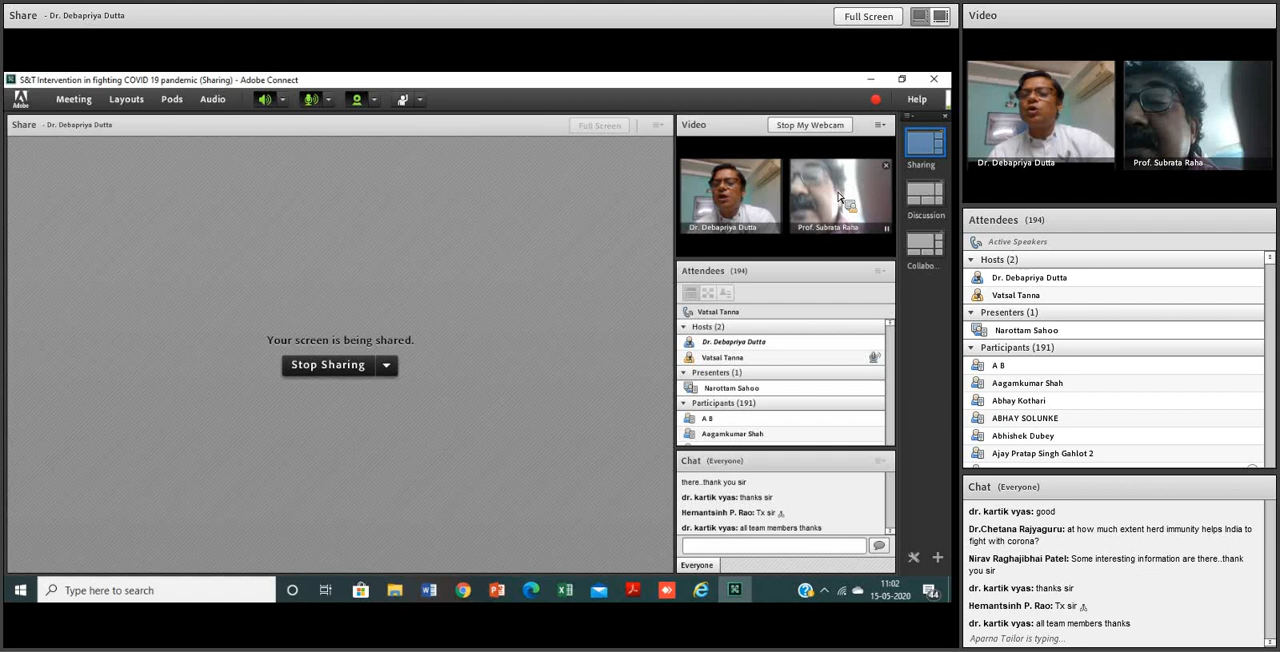 Share - Dr. Debapriya Dutta
Full Screen
S&T Intervention in fighting COVID 19 pandemic (Sharing) - Adobe Connect
Adobe
Meeting Layouts Pods Audio Help
Share - Dr. Debapriya Dutta
Full Screen
Your screen is being shared.
Stop Sharing
Video
Stop My Webcam
Dr. Debapriya Dutta
Prof. Subrata Raha
Attendees (194)
Vatsal Tanna
Hosts (2)
Dr. Debapriya Dutta
Vatsal Tanna
Presenters (1)
Narottam Sahoo
Participants (191)
A B
Aagamkumar Shah
Chat (Everyone)
there..thank you sir
dr. kartik vyas: thanks sir
Hemantsinh P. Rao: Tx sir
dr. kartik vyas: all team members thanks
Everyone
Sharing
Discussion
Collabo...
Type here to search
11:02
15-05-2020
44
Video
Dr. Debapriya Dutta
Prof. Subrata Raha
Attendees (194)
Active Speakers
Hosts (2)
Dr. Debapriya Dutta
Vatsal Tanna
Presenters (1)
Narottam Sahoo
Participants (191)
A B
Aagamkumar Shah
Abhay Kothari
ABHAY SOLUNKE
Abhishek Dubey
Ajay Pratap Singh Gahlot 2
Chat (Everyone)
dr. kartik vyas: good
Dr.Chetana Rajyaguru: at how much extent herd immunity helps India to
fight with corona?
Nirav Raghajibhai Patel: Some interesting information are there..thank
you sir
dr. kartik vyas: thanks sir
Hemantsinh P. Rao: Tx sir
dr. kartik vyas: all team members thanks
Aparna Tailor is typing...